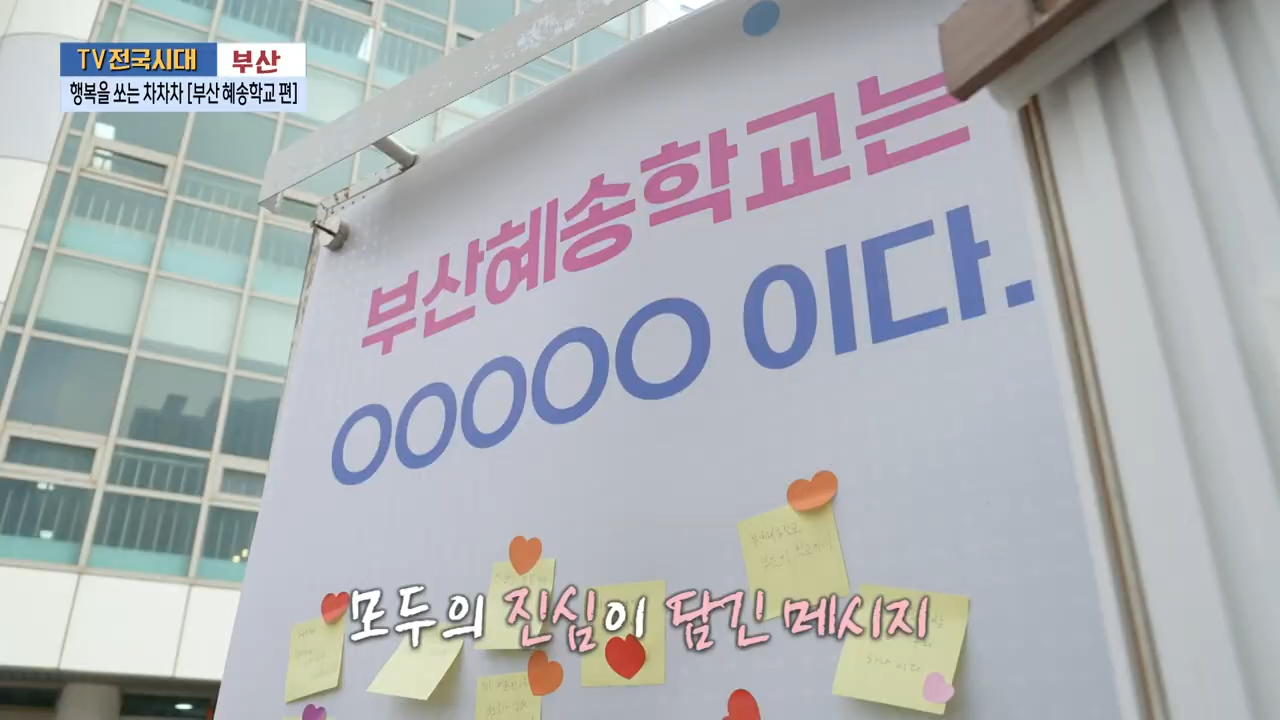 TV전국시대 부산
행복을 쏘는 차차차 [부산 혜송학교 편]
부산혜송학교는
OOOOO 이다.
모두의 진심이 담긴 메시지